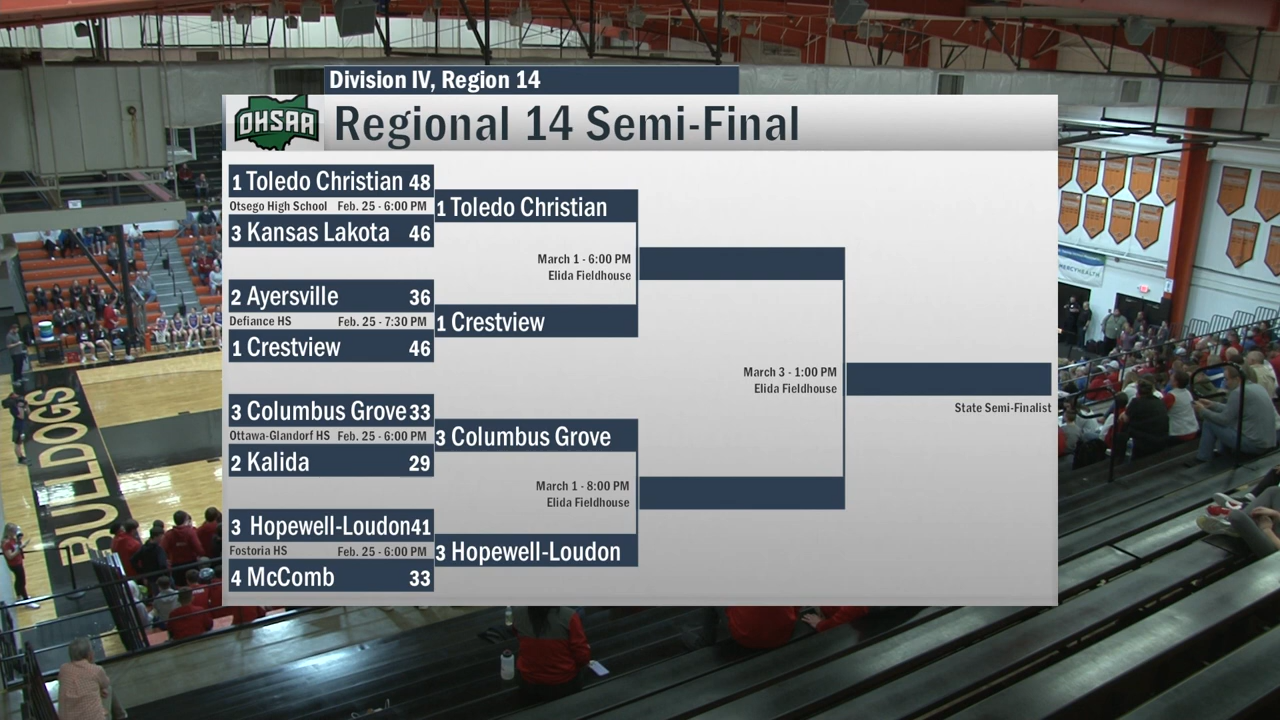 Division IV, Region 14
OHSAA
Regional 14 Semi-Final
1 Toledo Christian 48
Otsego High School Feb. 25 - 6:00 PM
3 Kansas Lakota 46
1 Toledo Christian
March 1 - 6:00 PM
Elida Fieldhouse
2 Ayersville 36
Defiance HS Feb. 25 - 7:30 PM
1 Crestview 46
1 Crestview
March 3 - 1:00 PM
Elida Fieldhouse
State Semi-Finalist
3 Columbus Grove 33
Ottawa-Glandorf HS Feb. 25 - 6:00 PM
2 Kalida 29
3 Columbus Grove
March 1 - 8:00 PM
Elida Fieldhouse
3 Hopewell-Loudon 41
Fostoria HS Feb. 25 - 6:00 PM
4 McComb 33
3 Hopewell-Loudon
BULLDOGS
MERCYHEALTH